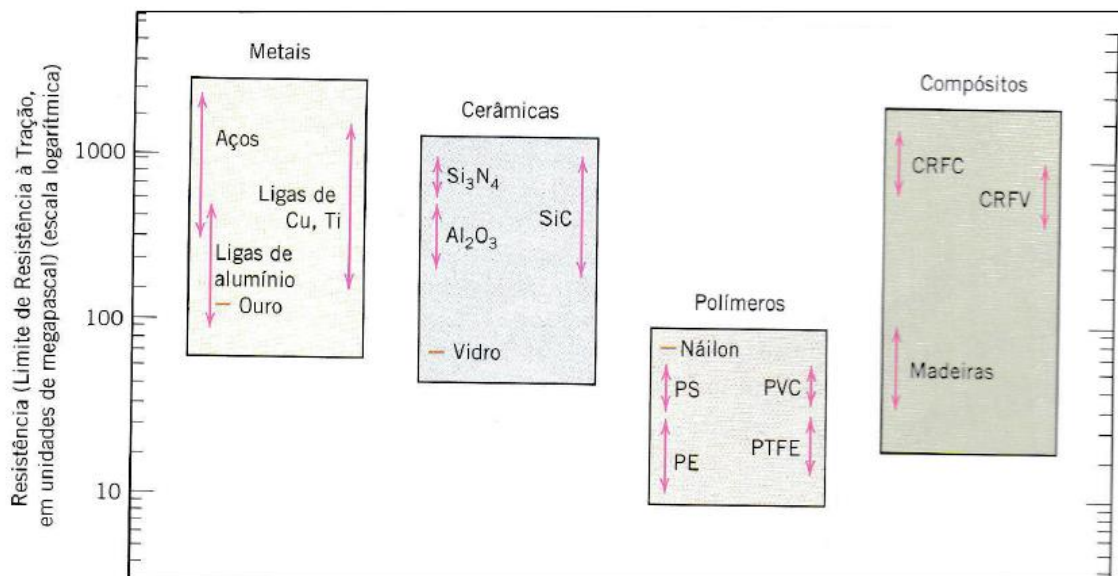 Resistência (Limite de Resistência à Tração,
em unidades de megapascal) (escala logarítmica)
1000
100
10
Metais
Aços
Ligas de
Cu, Ti
Ligas de
alumínio
Ouro
Cerâmicas
Si₃N₄
SiC
Al₂O₃
Vidro
Polímeros
Náilon
PS
PVC
PE
PTFE
Compósitos
CRFC
CRFV
Madeiras